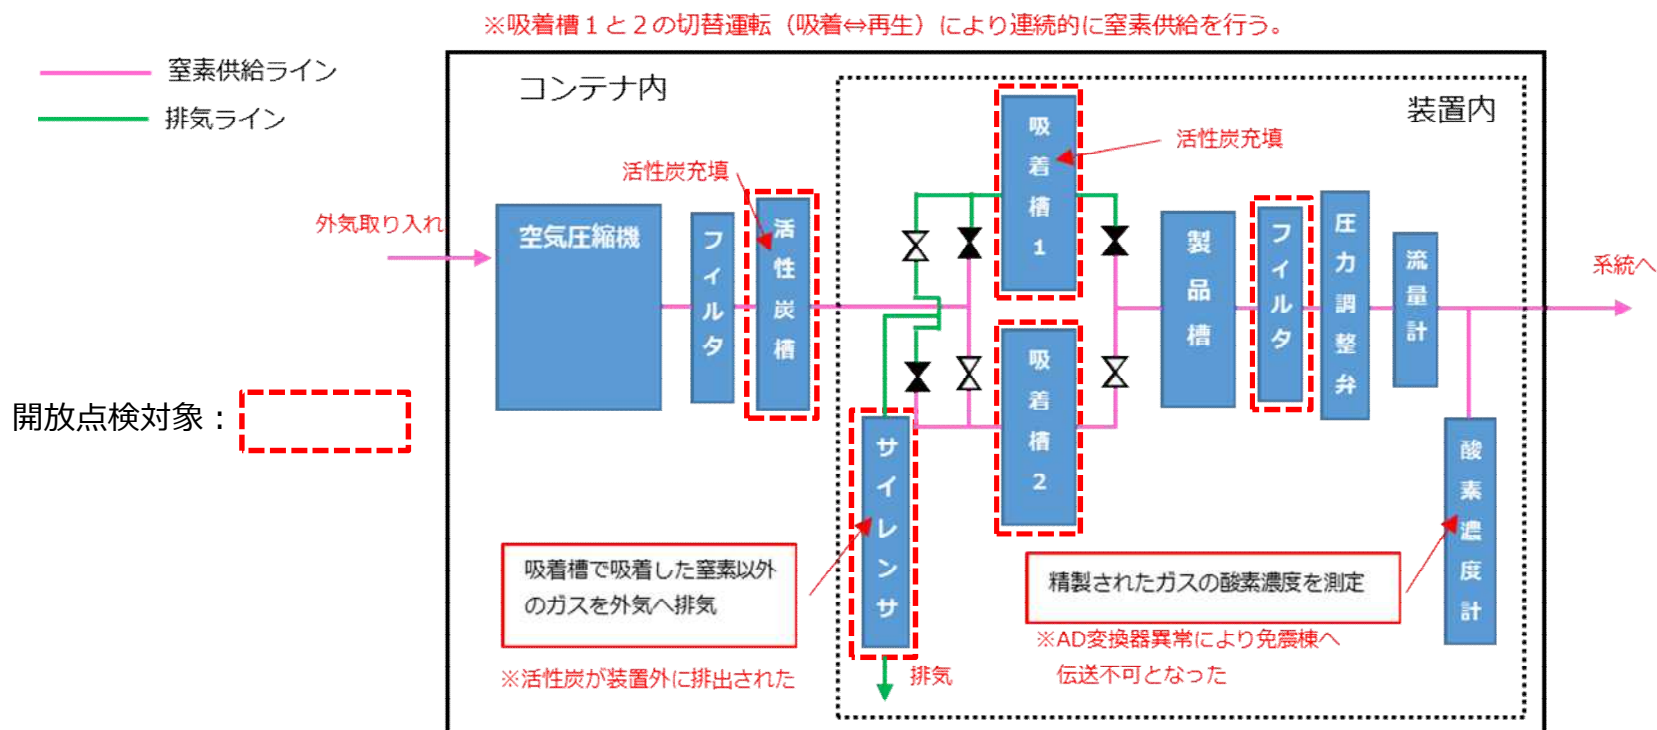 ※吸着槽１と２の切替運転（吸着⇔再生）により連続的に窒素供給を行う。
窒素供給ライン
排気ライン
コンテナ内
装置内
活性炭充填
活性炭充填
外気取り入れ
空気圧縮機
フィルタ
活性炭槽
吸着槽1
吸着槽2
製品槽
フィルタ
圧力調整弁
流量計
系統へ
開放点検対象：
サイレンサ
酸素濃度計
吸着槽で吸着した窒素以外
のガスを外気へ排気
精製されたガスの酸素濃度を測定
※活性炭が装置外に排出された
排気
※AD変換器異常により免震棟へ
伝送不可となった